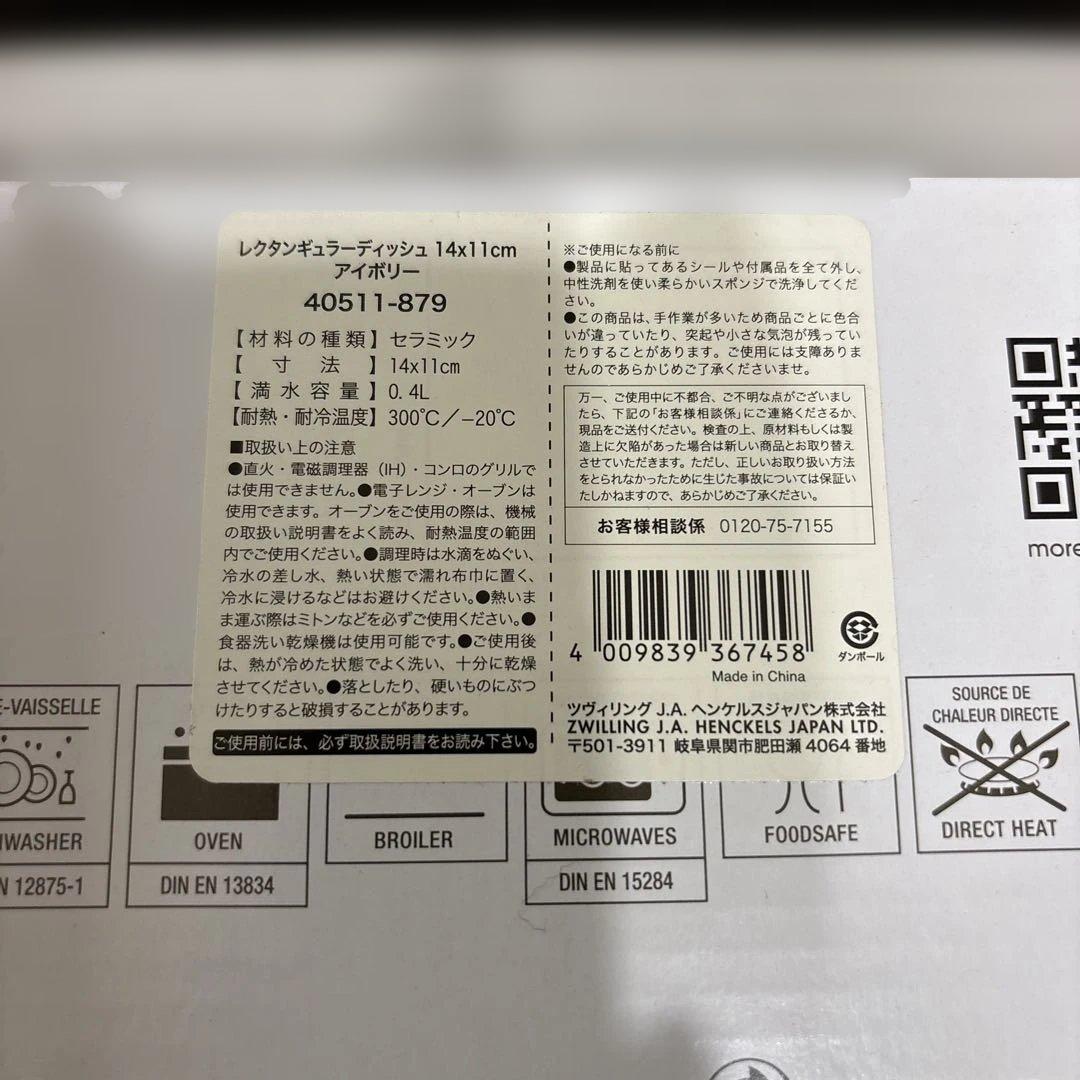 レクタンギュラーディッシュ 14x11cm
アイボリー
40511-879
【材料の種類】セラミック
【寸法】14x11cm
【満水容量】0.4L
【耐熱・耐冷温度】300℃／−20℃
■取扱い上の注意
●直火・電磁調理器（IH）・コンロのグリルで
は使用できません。●電子レンジ・オーブンは
使用できます。オーブンをご使用の際は、機械
の取扱い説明書をよく読み、耐熱温度の範囲
内でご使用ください。●調理時は水滴をぬぐい、
冷水の差し水、熱い状態で濡れ布巾に置く、
冷水に浸けるなどはお避けください。●熱いま
ま運ぶ際はミトンなどを必ずご使用ください。●
食器洗い乾燥機は使用可能です。●ご使用後
は、熱が冷めた状態でよく洗い、十分に乾燥
させてください。●落としたり、硬いものにぶつ
けたりすると破損することがあります。
ご使用前には、必ず取扱説明書をお読み下さい。
※ご使用になる前に
●製品に貼ってあるシールや付属品を全て外し、
中性洗剤を使い柔らかいスポンジで洗浄してくだ
さい。
●この商品は、手作業が多いため商品ごとに色合
いが違っていたり、突起や小さな気泡が残ってい
たりすることがあります。ご使用には支障ありま
せんのであらかじめご了承くださいませ。
万一、ご使用中に不都合、ご不明な点がございまし
たら、下記の「お客様相談係」にご連絡くださるか、
現品をご送付ください。検査の上、原材料もしくは製
造上に欠陥があった場合は新しい商品とお取り替え
させていただきます。ただし、正しいお取り扱い方法
をとられなかったために生じた事故については保証い
たしかねますので、あらかじめご了承ください。
お客様相談係 0120-75-7155
4 009839 367458
Made in China
ダンボール
ツヴィリング J.A. ヘンケルスジャパン株式会社
ZWILLING J.A. HENCKELS JAPAN LTD.
〒501-3911 岐阜県関市肥田瀬 4064 番地
more
E-VAISSELLE
SOURCE DE
CHALEUR DIRECTE
HWASHER
OVEN
BROILER
MICROWAVES
FOODSAFE
DIRECT HEAT
N 12875-1
DIN EN 13834
DIN EN 15284